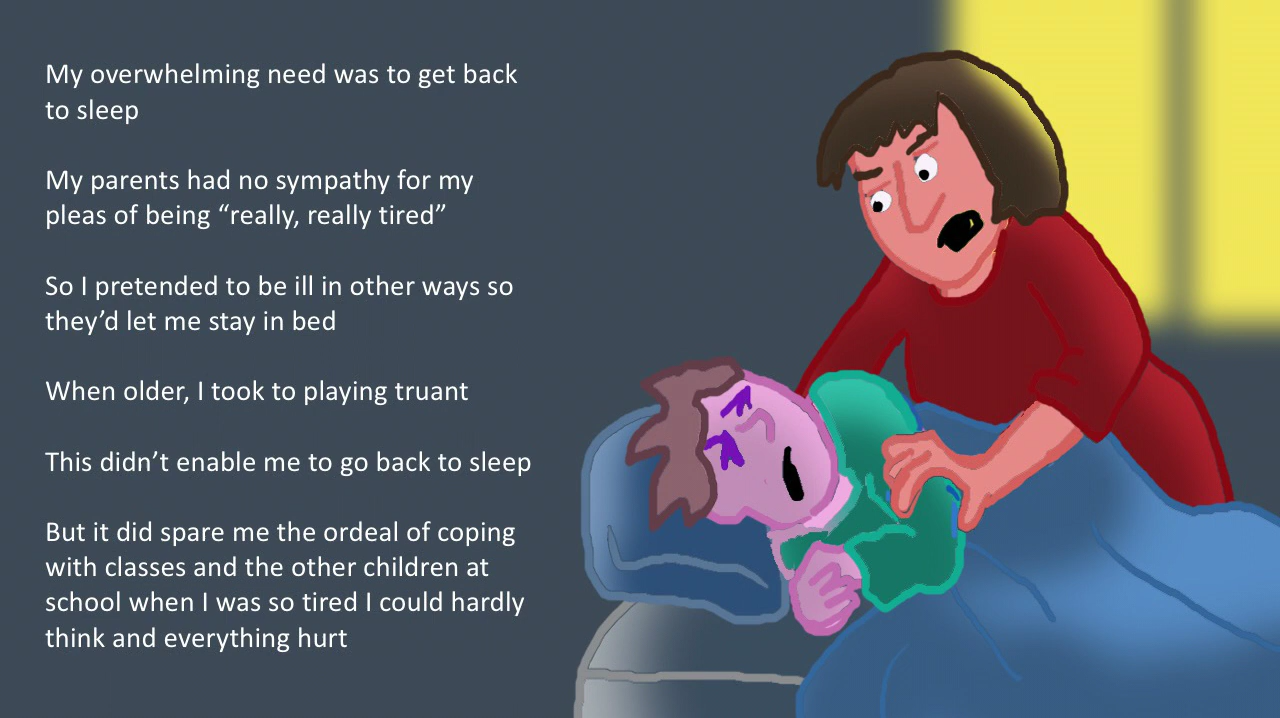 My overwhelming need was to get back
to sleep
My parents had no sympathy for my
pleas of being “really, really tired”
So I pretended to be ill in other ways so
they’d let me stay in bed
When older, I took to playing truant
This didn’t enable me to go back to sleep
But it did spare me the ordeal of coping
with classes and the other children at
school when I was so tired I could hardly
think and everything hurt